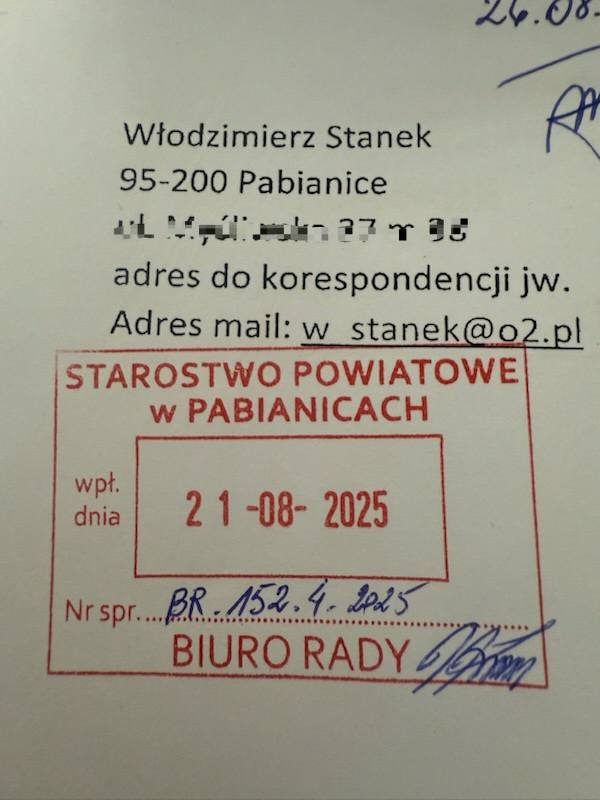 26.08.
Włodzimierz Stanek
95-200 Pabianice
adres do korespondencji jw.
Adres mail: w_stanek@o2.pl
STAROSTWO POWIATOWE
w PABIANICACH
wpł.
dnia
21-08-2025
Nr spr. BR.152.4.2025
BIURO RADY